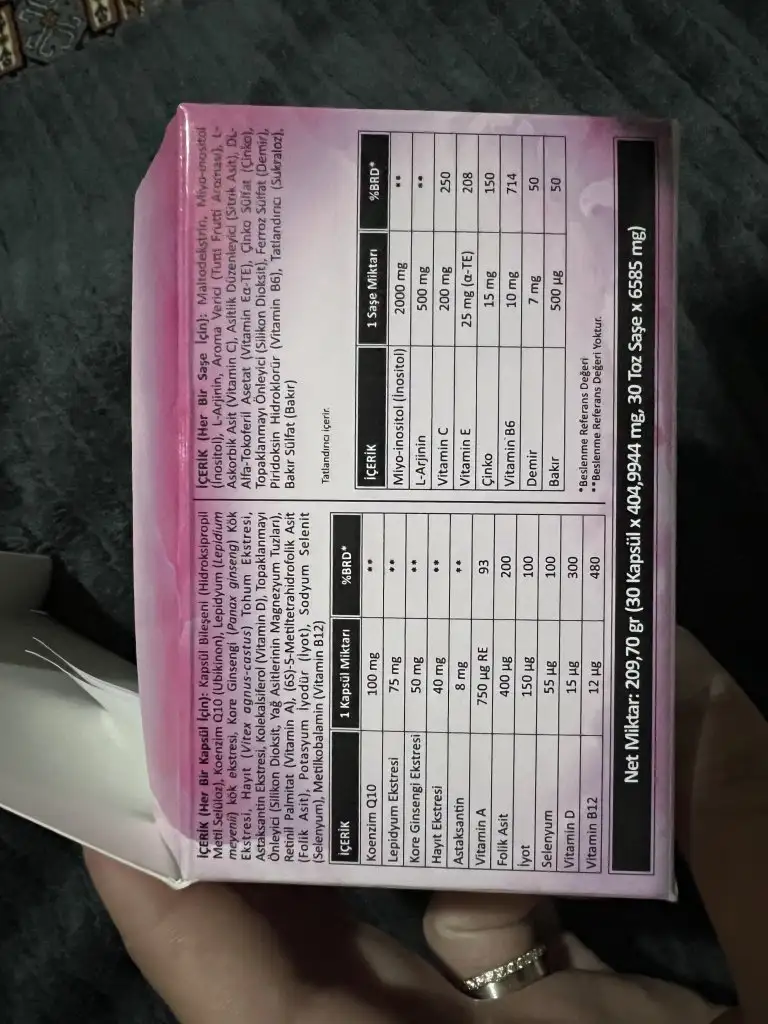 İÇERİK (Her Bir Kapsül İçin): Kapsül Bileşeni (Hidroksipropil
Metil Selüloz), Koenzim Q10 (Ubikinon), Lepidyum (Lepidium
meyenii) kök ekstresi, Kore Ginsengi (Panax ginseng) Kök
Ekstresi, Hayıt (Vitex agnus-castus) Tohum Ekstresi,
Astaksantin Ekstresi, Kolekalsiferol (Vitamin D), Topaklanmayı
Önleyici (Silikon Dioksit, Yağ Asitlerinin Magnezyum Tuzları),
Retinil Palmitat (Vitamin A), (6S)-5-Metiltetrahidrofolik Asit
(Folik Asit), Potasyum İyodür (İyot), Sodyum Selenit
(Selenyum), Metilkobalamin (Vitamin B12)
İÇERİK 1 Kapsül Miktarı %BRD*
Koenzim Q10 100 mg **
Lepidyum Ekstresi 75 mg **
Kore Ginsengi Ekstresi 50 mg **
Hayıt Ekstresi 40 mg **
Astaksantin 8 mg **
Vitamin A 750 µg RE 93
Folik Asit 400 µg 200
İyot 150 µg 100
Selenyum 55 µg 100
Vitamin D 15 µg 300
Vitamin B12 12 µg 480
İÇERİK (Her Bir Saşe İçin): Maltodekstrin, Miyo-inositol
(İnositol), L-Arjinin, Aroma Verici (Tutti Frutti Aroması), L-
Askorbik Asit (Vitamin C), Asitlik Düzenleyici (Sitrik Asit), DL-
Alfa-Tokoferil Asetat (Vitamin Eα-TE), Çinko Sülfat (Çinko),
Topaklanmayı Önleyici (Silikon Dioksit), Ferroz Sülfat (Demir),
Piridoksin Hidroklorür (Vitamin B6), Tatlandırıcı (Sukraloz),
Bakır Sülfat (Bakır)
Tatlandırıcı içerir.
İÇERİK 1 Saşe Miktarı %BRD*
Miyo-inositol (İnositol) 2000 mg **
L-Arjinin 500 mg **
Vitamin C 200 mg 250
Vitamin E 25 mg (α-TE) 208
Çinko 15 mg 150
Vitamin B6 10 mg 714
Demir 7 mg 50
Bakır 500 µg 50
*Beslenme Referans Değeri
**Beslenme Referans Değeri Yoktur.
Net Miktar: 209,70 gr (30 Kapsül x 404,9944 mg, 30 Toz Saşe x 6585 mg)